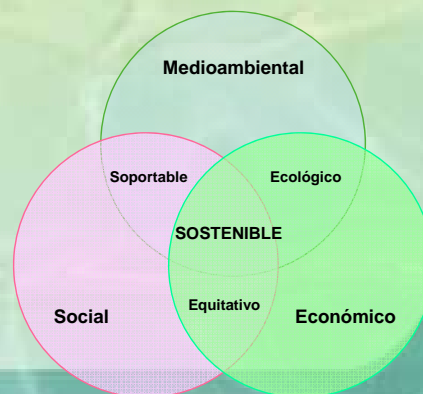 Medioambiental
Soportable
Ecológico
SOSTENIBLE
Equitativo
Social
Económico